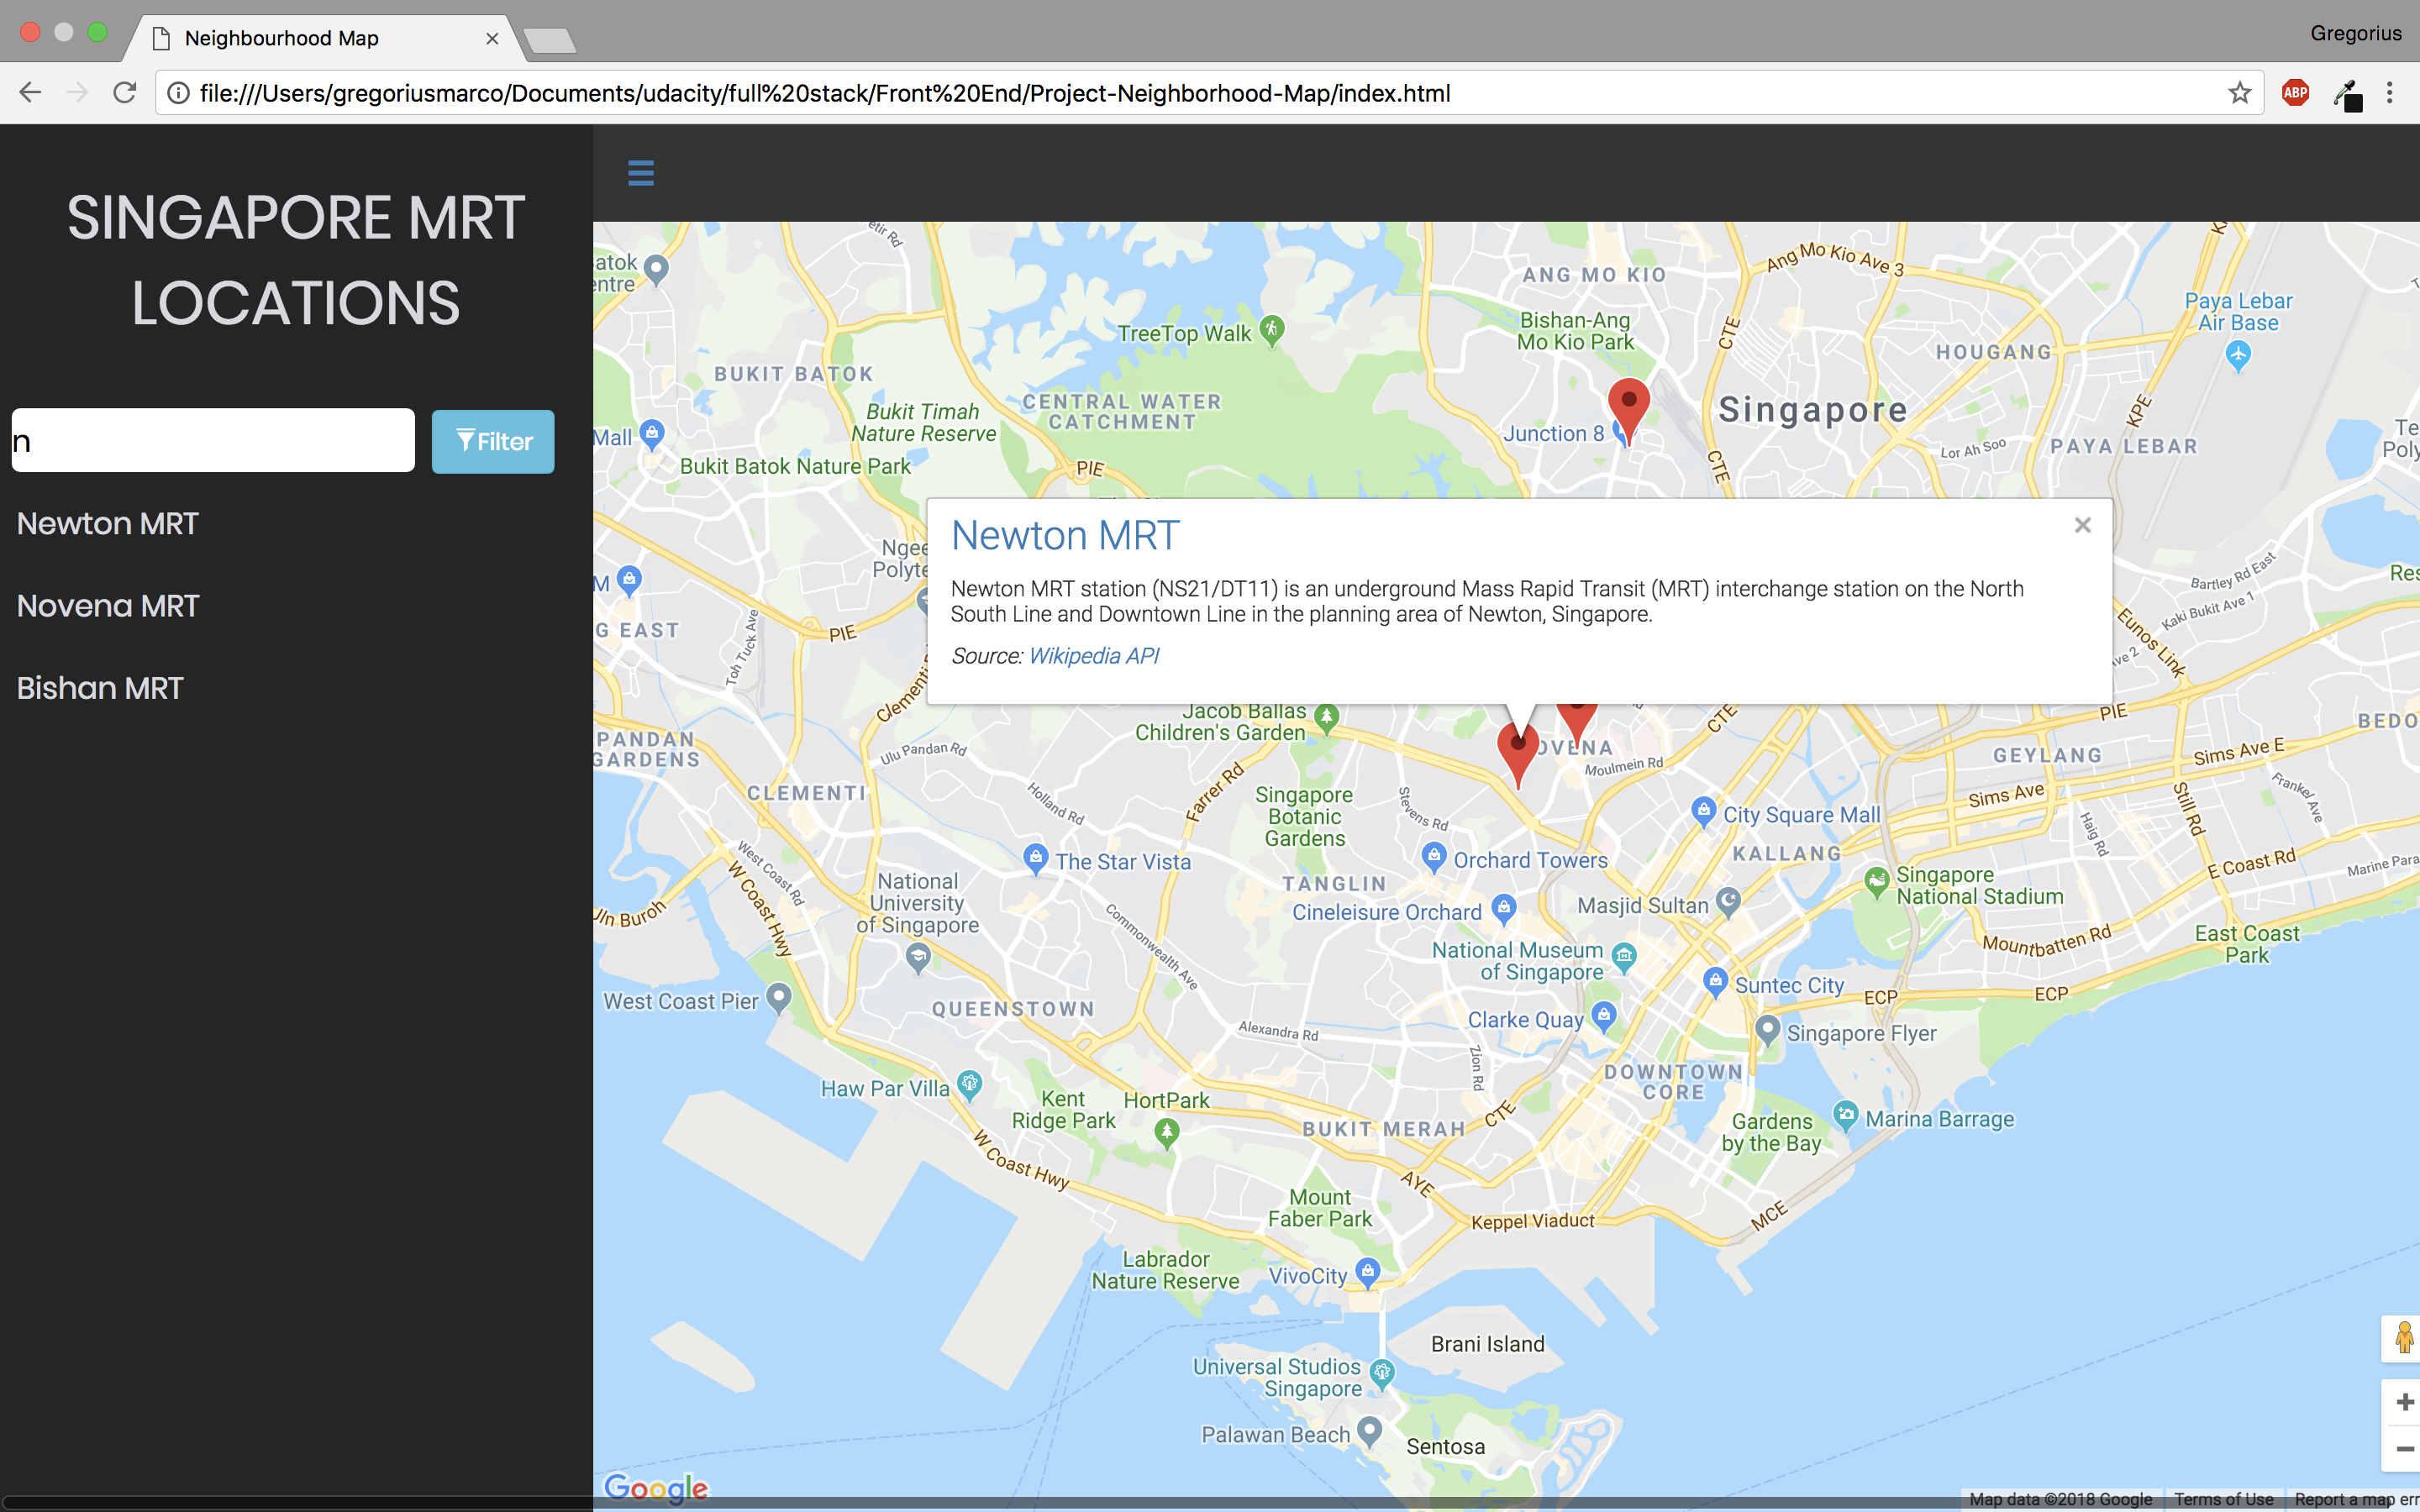 Neighbourhood Map
Gregorius
file:///Users/gregoriusmarco/Documents/udacity/full%20stack/Front%20End/Project-Neighborhood-Map/index.html
ABP
SINGAPORE MRT
LOCATIONS
n
Filter
Newton MRT
Novena MRT
Bishan MRT
etir Rd
atok
entre
ANG MO KIO
Ang Mo Kio Ave 3
Paya Lebar
Air Base
TreeTop Walk
Bishan-Ang
Mo Kio Park
CTE
HOUGANG
BUKIT BATOK
CENTRAL WATER
CATCHMENT
Bukit Timah
Nature Reserve
Singapore
KPE
Mall
Junction 8
Lor Ah Soo
PAYA LEBAR
Te
Poly
Bukit Batok Nature Park
PIE
CTE
Newton MRT
Newton MRT station (NS21/DT11) is an underground Mass Rapid Transit (MRT) interchange station on the North
South Line and Downtown Line in the planning area of Newton, Singapore.
Source: Wikipedia API
Ngee
Polyte
M
G EAST
PIE
Toh Tuck Ave
Clementi
Bartley Rd East
Kaki Bukit Ave 1
Res
Eunos Link
ve 2
Jacob Ballas
Children's Garden
CTE
PIE
BEDO
PANDAN
GARDENS
Ulu Pandan Rd
OVENA
Moulmein Rd
GEYLANG
Sims Ave E
Sims Ave
Frankel Ave
CLEMENTI
Holland Rd
Farrer Rd
Singapore
Botanic
Gardens
Stevens Rd
City Square Mall
Haig Rd
Still Rd
KALLANG
The Star Vista
Orchard Towers
E Coast Rd
Marine Para
West Coast Rd
W Coast Hwy
National
University
of Singapore
TANGLIN
Singapore
National Stadium
Jln Buroh
Commonwealth Ave
Cineleisure Orchard
Masjid Sultan
Mountbatten Rd
East Coast
Park
National Museum
of Singapore
West Coast Pier
QUEENSTOWN
Suntec City
ECP
ECP
Alexandra Rd
Clarke Quay
Singapore Flyer
Zion Rd
DOWNTOWN
CORE
Haw Par Villa
Kent
Ridge Park
HortPark
CTE
BUKIT MERAH
Gardens
by the Bay
Marina Barrage
W Coast Hwy
AYE
Mount
Faber Park
Keppel Viaduct
MCE
Labrador
Nature Reserve
VivoCity
Brani Island
Universal Studios
Singapore
Palawan Beach
Sentosa
Google
Map data ©2018 Google
Terms of Use
Report a map err